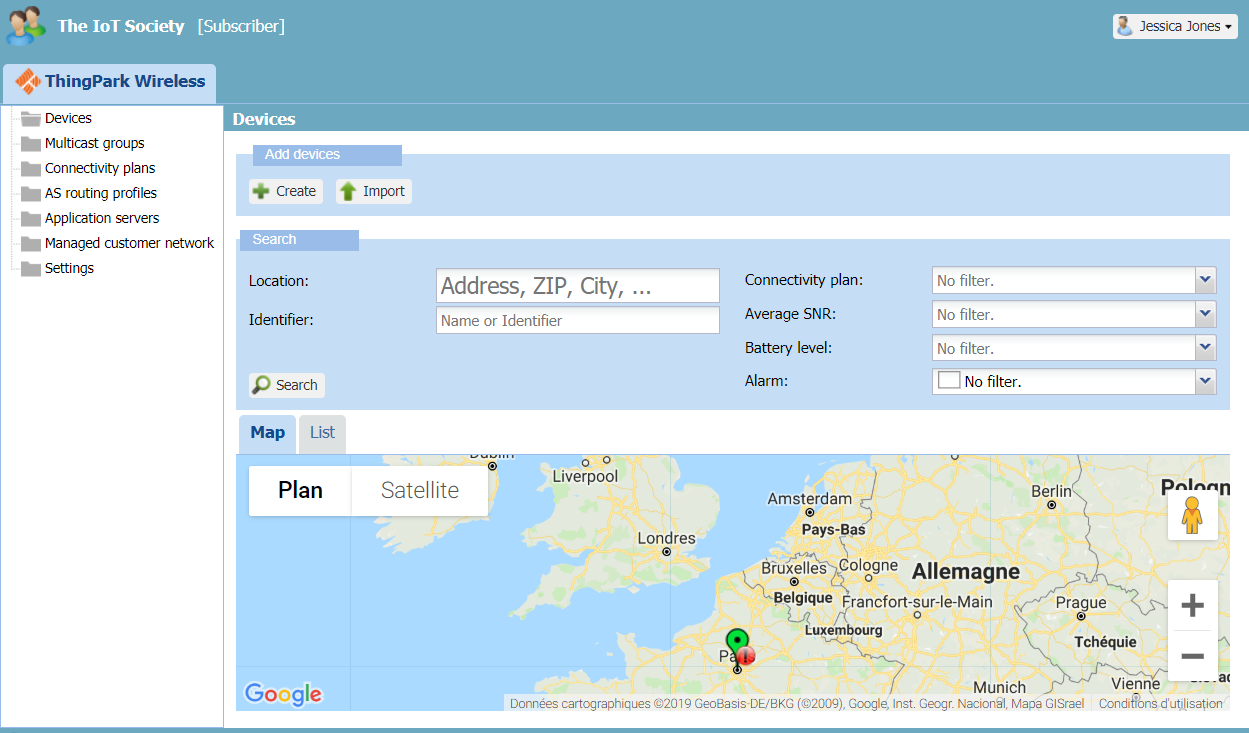 The IoT Society [Subscriber]
Jessica Jones
ThingPark Wireless
Devices
Multicast groups
Connectivity plans
AS routing profiles
Application servers
Managed customer network
Settings
Devices
Add devices
Create Import
Search
Location: Address, ZIP, City, ...
Identifier: Name or Identifier
Search
Connectivity plan: No filter.
Average SNR: No filter.
Battery level: No filter.
Alarm: No filter.
Map List
Plan Satellite
Dublin
Liverpool
Londres
Amsterdam
Pays-Bas
Berlin
Bruxelles
Cologne
Allemagne
Belgique
Francfort-sur-le-Main
Prague
Luxembourg
Tchéquie
Munich
Vienne
Google
Données cartographiques ©2019 GeoBasis-DE/BKG (©2009), Google, Inst. Geogr. Nacional, Mapa GISrael Conditions d'utilisation